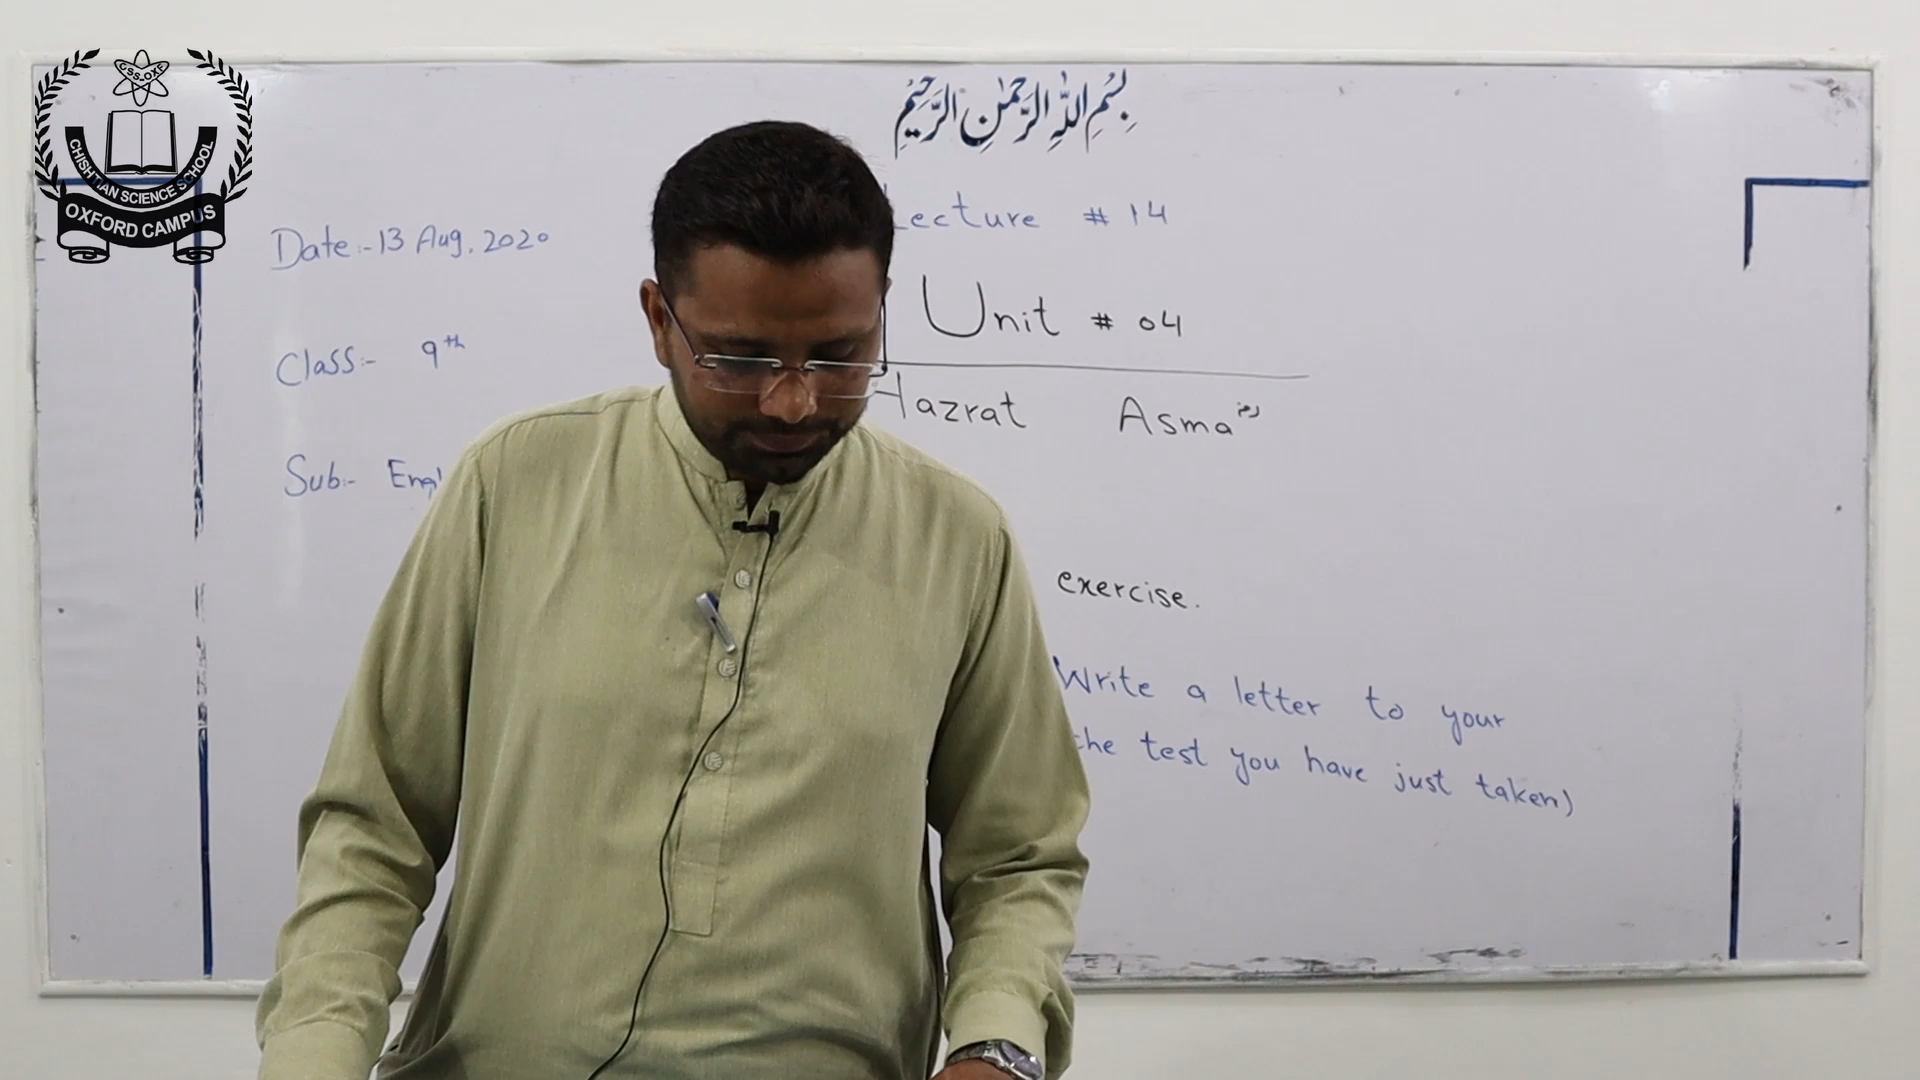 CSS-OXF
CHISHTIAN SCIENCE SCHOOL
OXFORD CAMPUS
بِسْمِ اللّٰهِ الرَّحْمٰنِ الرَّحِيْمِ
Lecture # 14
Date:- 13 Aug, 2020
Unit # 04
Class:- 9th
Hazrat Asma رض
Sub:- Engl
exercise.
Write a letter to your
the test you have just taken)